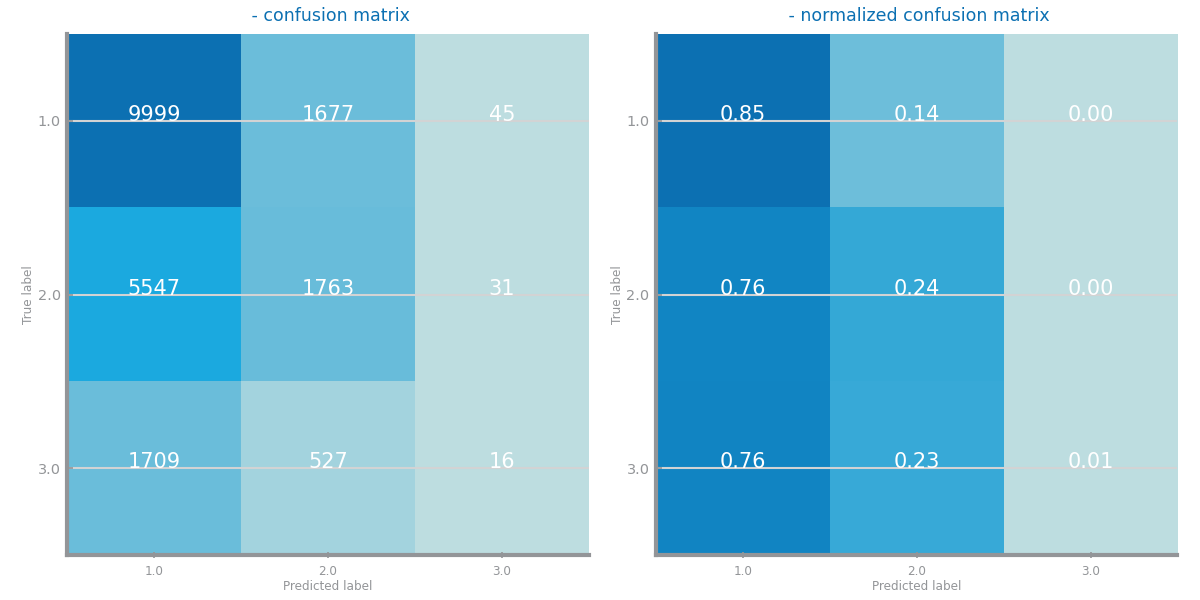 - confusion matrix
9999 1677 45
1.0
5547 1763 31
2.0
1709 527 16
3.0
True label
1.0 2.0 3.0
Predicted label
- normalized confusion matrix
0.85 0.14 0.00
1.0
0.76 0.24 0.00
2.0
0.76 0.23 0.01
3.0
True label
1.0 2.0 3.0
Predicted label